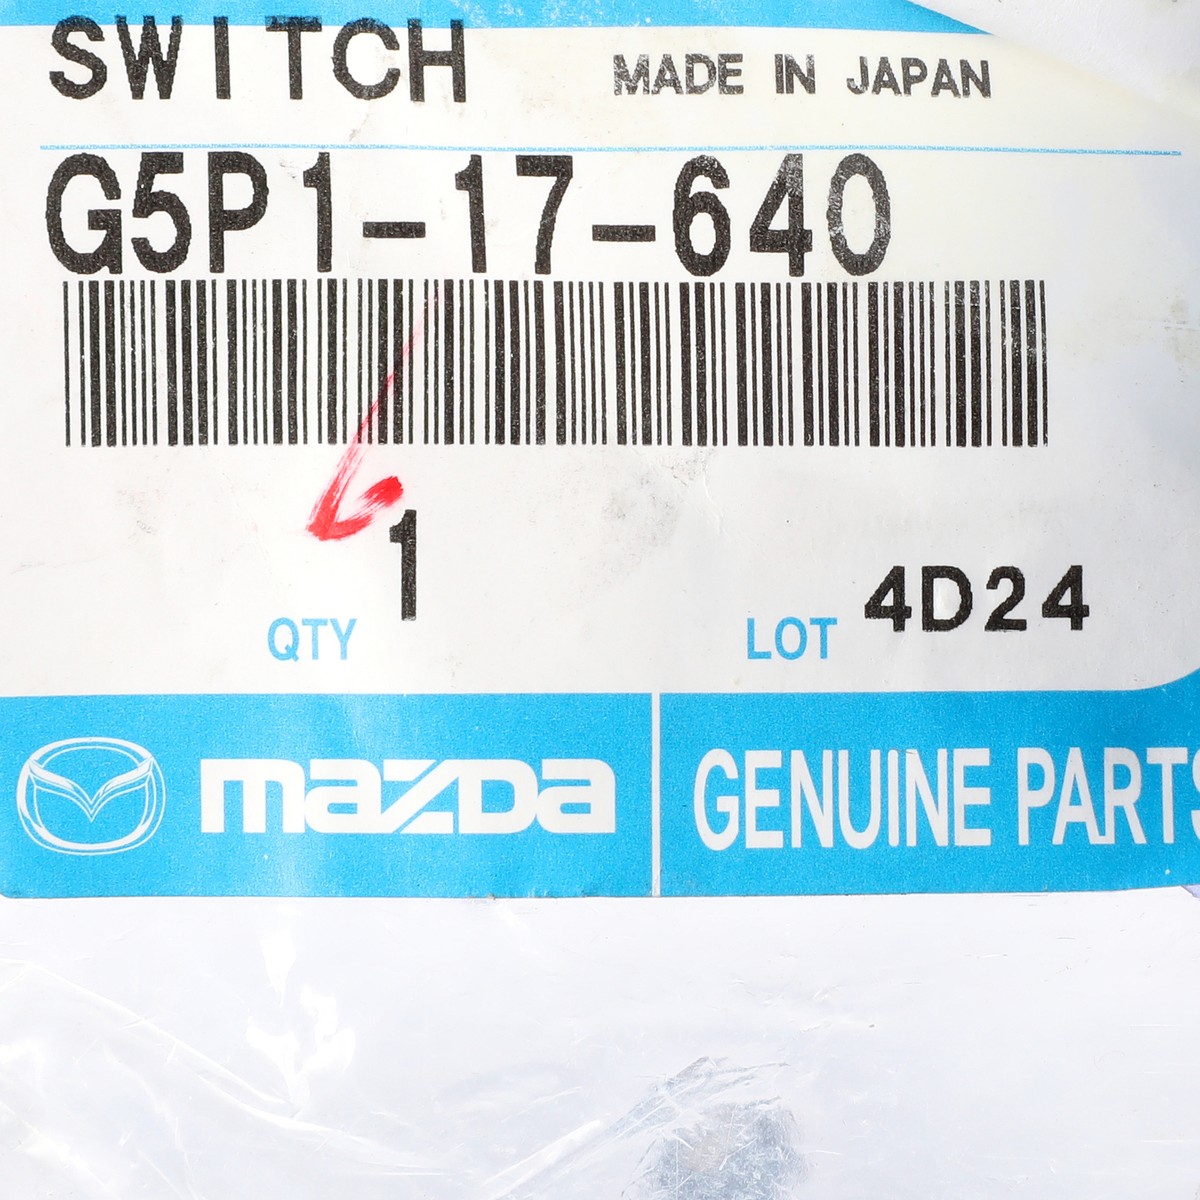 SWITCH MADE IN JAPAN
G5P1-17-640
1
QTY LOT 4D24
mazda GENUINE PARTS